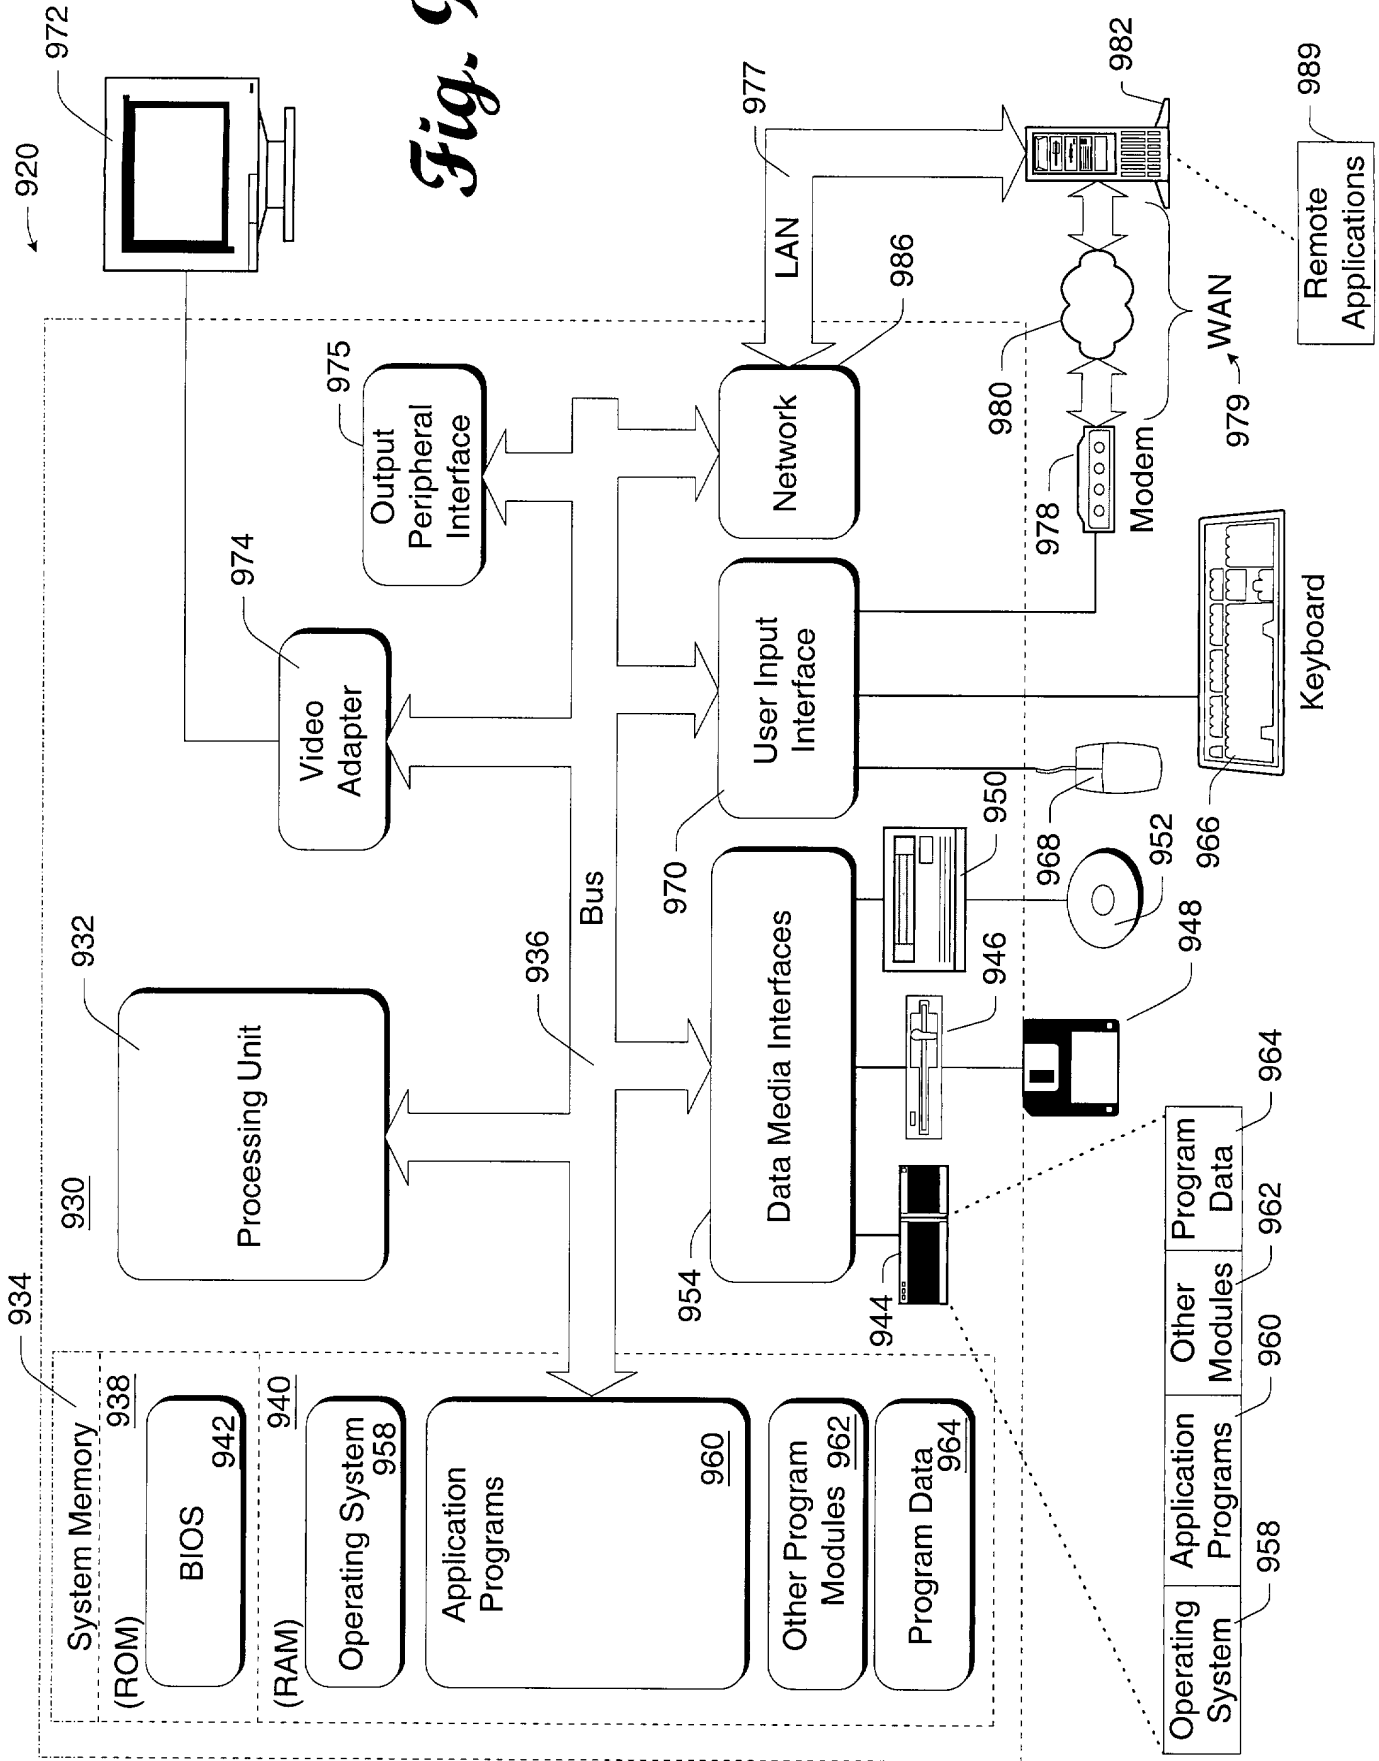 920
972
Fig.
934
System Memory
(ROM)
938
BIOS
942
(RAM)
940
Operating System
958
Application
Programs
960
Other Program
Modules 962
Program Data
964
930
932
Processing Unit
974
Video
Adapter
975
Output
Peripheral
Interface
936
Bus
954
Data Media Interfaces
970
User Input
Interface
Network
986
LAN
977
944
946
950
948
952
968
966
Keyboard
978
Modem
980
WAN
979
982
989
Remote
Applications
Operating
System
Application
Programs
Other
Modules
Program
Data
958
960
962
964